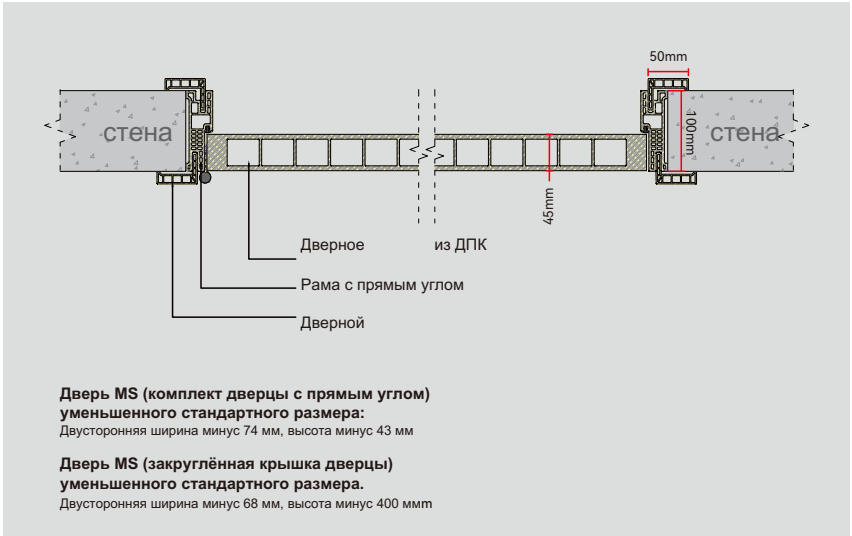 50mm
стена
100mm
стена
45mm
Дверное из ДПК
Рама с прямым углом
Дверной
Дверь MS (комплект дверцы с прямым углом)
уменьшенного стандартного размера:
Двусторонняя ширина минус 74 мм, высота минус 43 мм
Дверь MS (закруглённая крышка дверцы)
уменьшенного стандартного размера.
Двусторонняя ширина минус 68 мм, высота минус 400 ммm